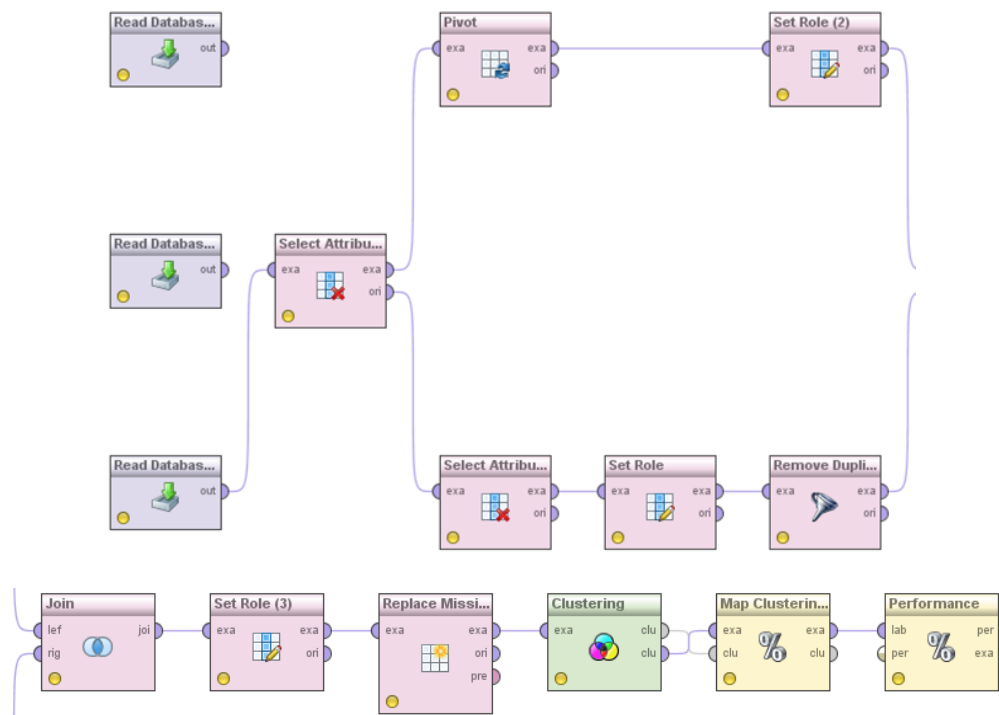 Read Databas...
out
Pivot
exa exa
ori
Set Role (2)
exa exa
ori
Read Databas...
out
Select Attribu...
exa exa
ori
Read Databas...
out
Select Attribu...
exa exa
ori
Set Role
exa exa
ori
Remove Dupli...
exa exa
ori
Join
lef joi
rig
Set Role (3)
exa exa
ori
Replace Missi...
exa exa
ori
pre
Clustering
exa clu
clu
Map Clusterin...
exa exa
clu clu
Performance
lab per
per exa